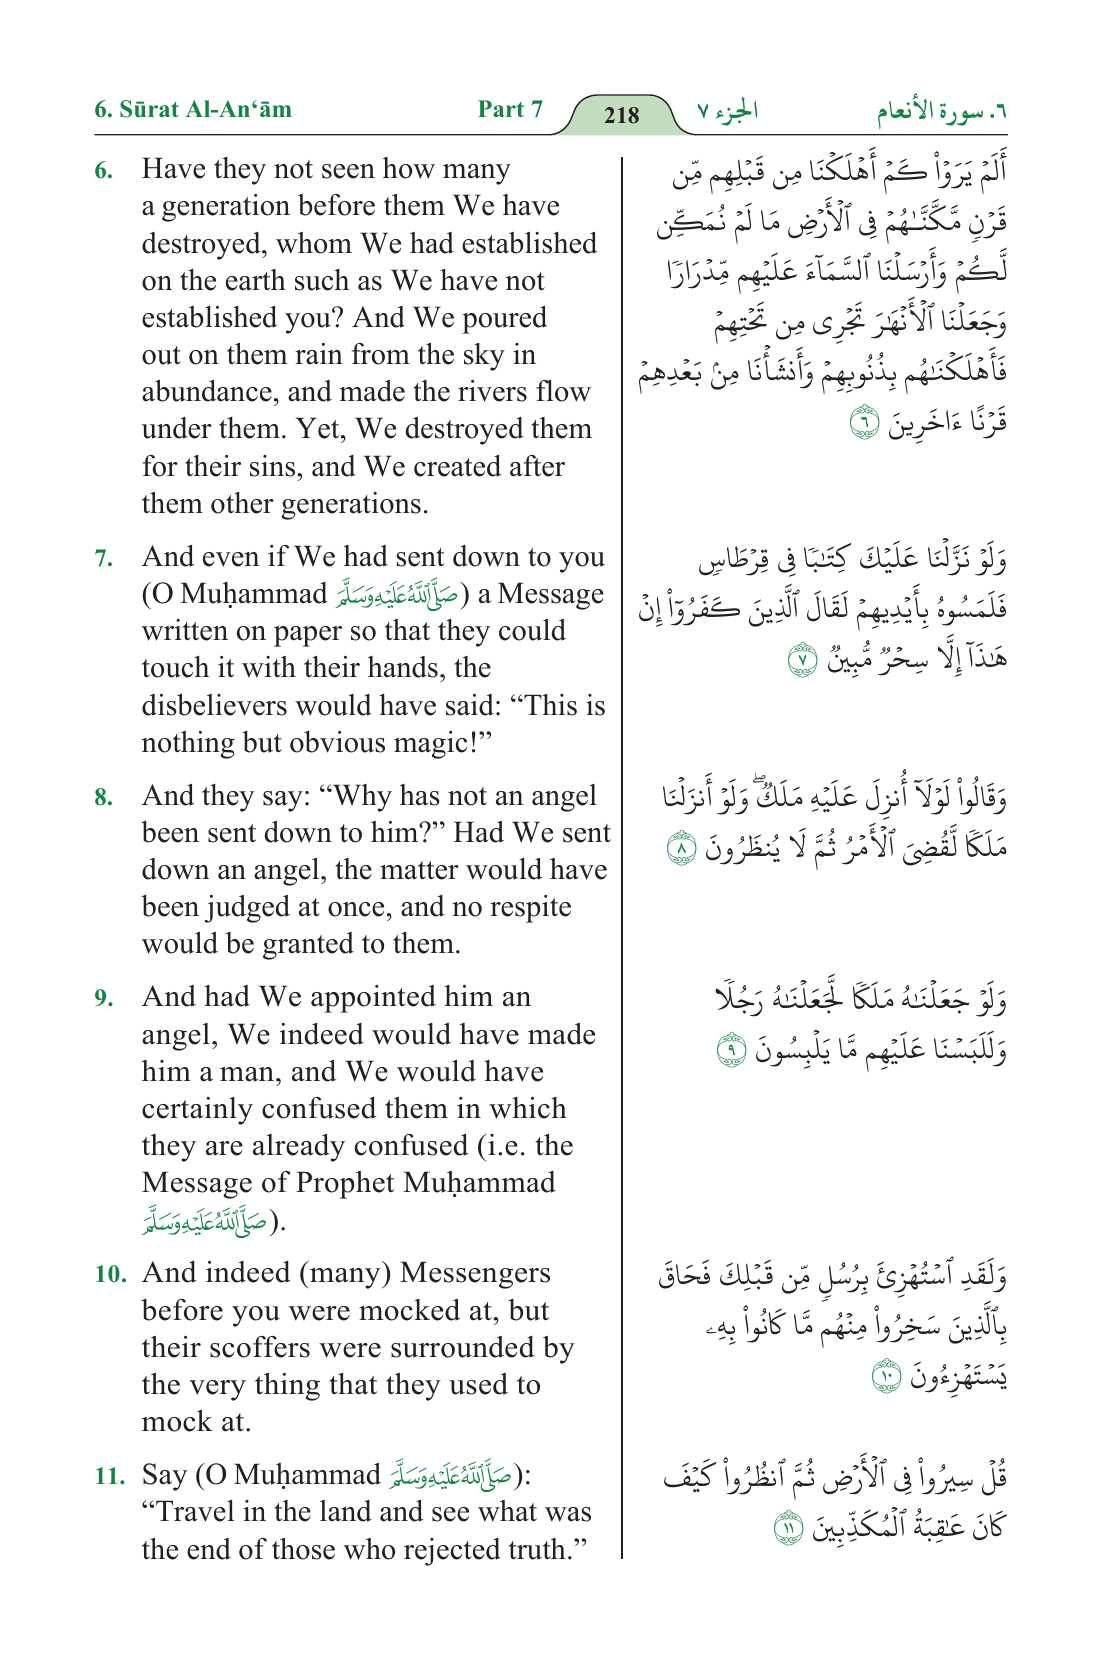 6. Sūrat Al-An‘ām
Part 7
218
الجزء ٧
٦. سورة الأنعام
6. Have they not seen how many
a generation before them We have
destroyed, whom We had established
on the earth such as We have not
established you? And We poured
out on them rain from the sky in
abundance, and made the rivers flow
under them. Yet, We destroyed them
for their sins, and We created after
them other generations.
7. And even if We had sent down to you
(O Muḥammad صَلَّى اللَّهُ عَلَيْهِ وَسَلَّمَ) a Message
written on paper so that they could
touch it with their hands, the
disbelievers would have said: “This is
nothing but obvious magic!”
8. And they say: “Why has not an angel
been sent down to him?” Had We sent
down an angel, the matter would have
been judged at once, and no respite
would be granted to them.
9. And had We appointed him an
angel, We indeed would have made
him a man, and We would have
certainly confused them in which
they are already confused (i.e. the
Message of Prophet Muḥammad
صَلَّى اللَّهُ عَلَيْهِ وَسَلَّمَ).
10. And indeed (many) Messengers
before you were mocked at, but
their scoffers were surrounded by
the very thing that they used to
mock at.
11. Say (O Muḥammad صَلَّى اللَّهُ عَلَيْهِ وَسَلَّمَ):
“Travel in the land and see what was
the end of those who rejected truth.”
أَلَمْ يَرَوْا۟ كَمْ أَهْلَكْنَا مِن قَبْلِهِم مِّن
قَرْنٍ مَّكَّنَّـٰهُمْ فِى ٱلْأَرْضِ مَا لَمْ نُمَكِّن
لَّكُمْ وَأَرْسَلْنَا ٱلسَّمَآءَ عَلَيْهِم مِّدْرَارًا
وَجَعَلْنَا ٱلْأَنْهَـٰرَ تَجْرِى مِن تَحْتِهِمْ
فَأَهْلَكْنَـٰهُم بِذُنُوبِهِمْ وَأَنشَأْنَا مِنۢ بَعْدِهِمْ
قَرْنًا ءَاخَرِينَ ٦
وَلَوْ نَزَّلْنَا عَلَيْكَ كِتَـٰبًا فِى قِرْطَاسٍ
فَلَمَسُوهُ بِأَيْدِيهِمْ لَقَالَ ٱلَّذِينَ كَفَرُوٓا۟ إِنْ
هَـٰذَآ إِلَّا سِحْرٌ مُّبِينٌ ٧
وَقَالُوا۟ لَوْلَآ أُنزِلَ عَلَيْهِ مَلَكٌ ۖ وَلَوْ أَنزَلْنَا
مَلَكًا لَّقُضِىَ ٱلْأَمْرُ ثُمَّ لَا يُنظَرُونَ ٨
وَلَوْ جَعَلْنَـٰهُ مَلَكًا لَّجَعَلْنَـٰهُ رَجُلًا
وَلَلَبَسْنَا عَلَيْهِم مَّا يَلْبِسُونَ ٩
وَلَقَدِ ٱسْتُهْزِئَ بِرُسُلٍ مِّن قَبْلِكَ فَحَاقَ
بِٱلَّذِينَ سَخِرُوا۟ مِنْهُم مَّا كَانُوا۟ بِهِۦ
يَسْتَهْزِءُونَ ١٠
قُلْ سِيرُوا۟ فِى ٱلْأَرْضِ ثُمَّ ٱنظُرُوا۟ كَيْفَ
كَانَ عَـٰقِبَةُ ٱلْمُكَذِّبِينَ ١١